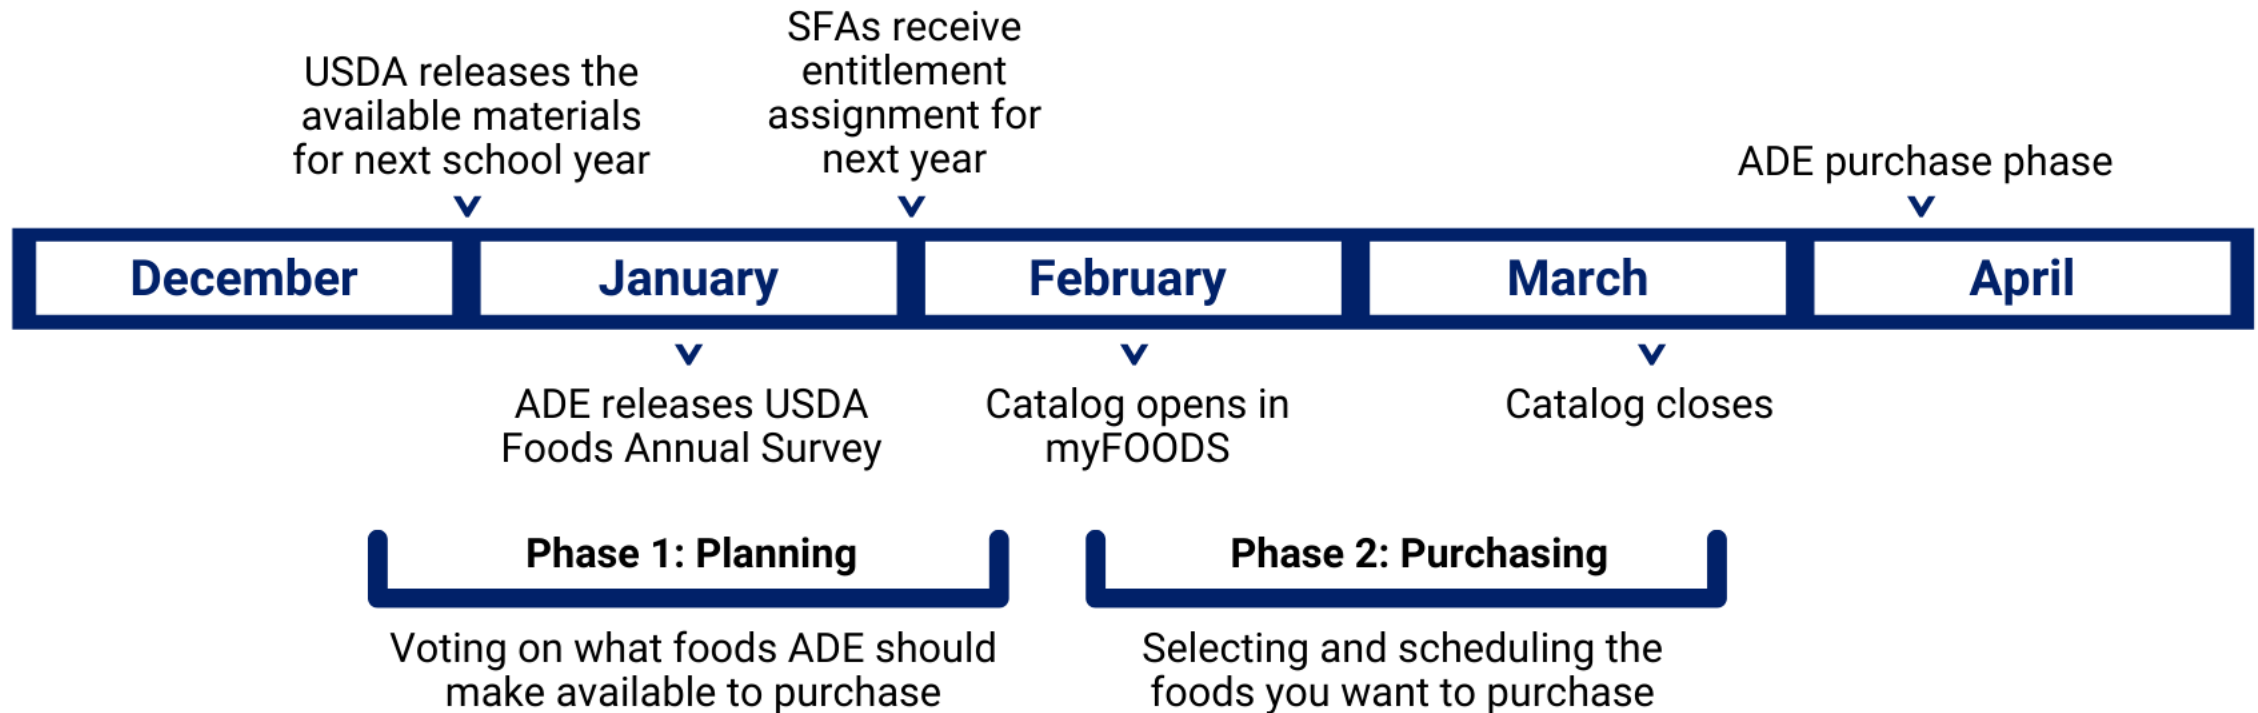 USDA releases the
available materials
for next school year
SFAs receive
entitlement
assignment for
next year
ADE purchase phase
December
January
February
March
April
ADE releases USDA
Foods Annual Survey
Catalog opens in
myFOODS
Catalog closes
Phase 1: Planning
Voting on what foods ADE should
make available to purchase
Phase 2: Purchasing
Selecting and scheduling the
foods you want to purchase